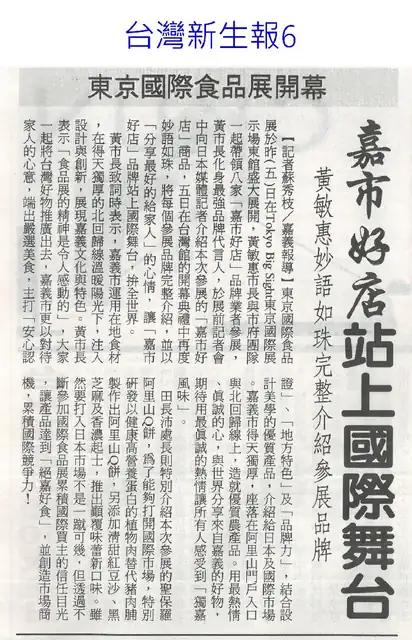 台灣新生報6
東京國際食品展開幕
嘉市好店站上國際舞台
黃敏惠妙語如珠完整介紹參展品牌
【記者蘇秀枝／嘉義報導】東京國際食品
展於昨（五）日在Tokyo Big Sight東京國際展
示場東館盛大展開，黃敏惠市長與市府團隊
一起帶領八家「嘉市好店」品牌業者參展，
黃市長化身最強品牌代言人，於展前記者會
中向日本媒體記者介紹本次參展的「嘉市好
店」商品，五日在台灣館的開幕典禮中再度
妙語如珠，將每個參展品牌完整介紹，並以
「分享最好的給家人」的心情，讓「嘉市
好店」品牌站上國際舞台，拚全世界。
黃市長致詞時表示，嘉義市運用在地食材
，在得天獨厚的北回歸線溫暖陽光下，注入
設計與創新，展現嘉義文化與特色。黃市長
表示「食品展的精神是令人感動的」，大家
一起將台灣好物推廣出去，嘉義市更以對待
家人的心意，端出嚴選美食，主打「安心認
證」、「地方特色」及「品牌力」，結合設
計美學的優質產品，介紹給日本及國際市場
。嘉義市得天獨厚，座落在阿里山門戶入口
與北回歸線上，造就優質農產品。用最熱情
、真誠的心，與世界分享來自嘉義的好物，
期待用最真誠的熱情讓所有人感受到「獨嘉
風味」。
田長沛處長則特別介紹本次參展的聖保羅
阿里山Q餅，為了能夠打開國際市場，特別
研發以健康高營養蛋白的植物肉替代豬肉脯
製作出阿里山Q餅，另添加清甜紅豆沙、黑
芝麻及香濃起士，推出顛覆味蕾新口味。雖
然要打入日本市場不是一蹴可幾，但透過不
斷參加國際食品展累積國際買主的信任目光
，讓產品達到「絕嘉好食」，並創造市場商
機，累積國際競爭力！